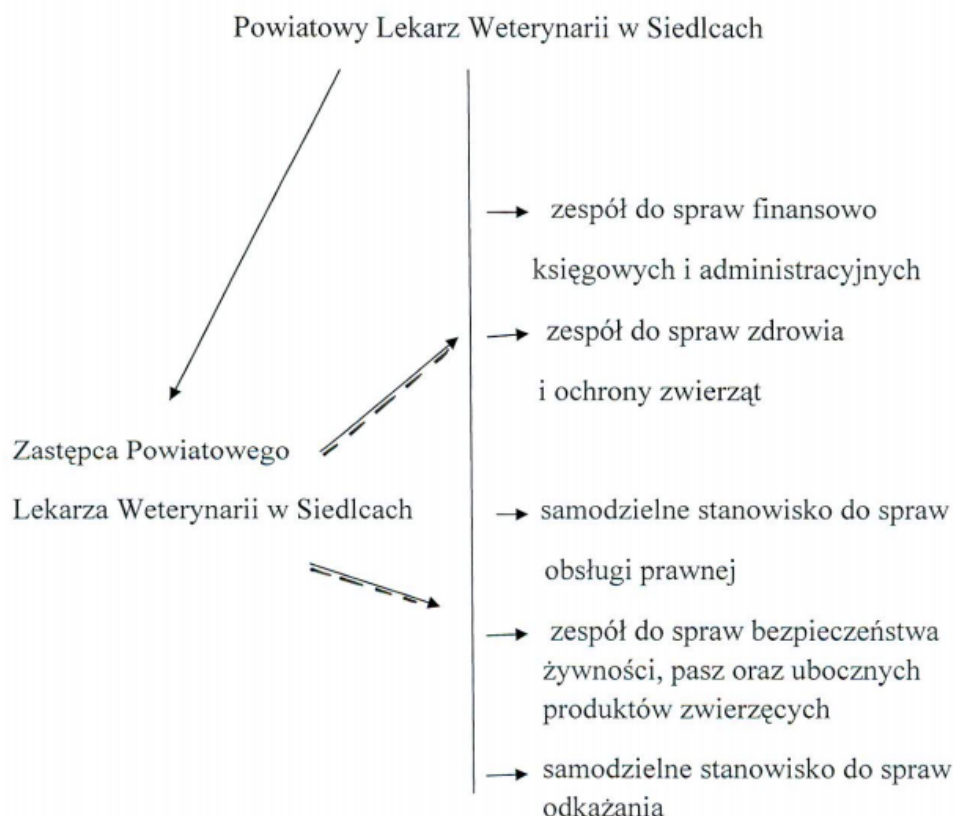 Powiatowy Lekarz Weterynarii w Siedlcach
zespół do spraw finansowo
księgowych i administracyjnych
zespół do spraw zdrowia
i ochrony zwierząt
Zastępca Powiatowego
Lekarza Weterynarii w Siedlcach
samodzielne stanowisko do spraw
obsługi prawnej
zespół do spraw bezpieczeństwa
żywności, pasz oraz ubocznych
produktów zwierzęcych
samodzielne stanowisko do spraw
odkażania